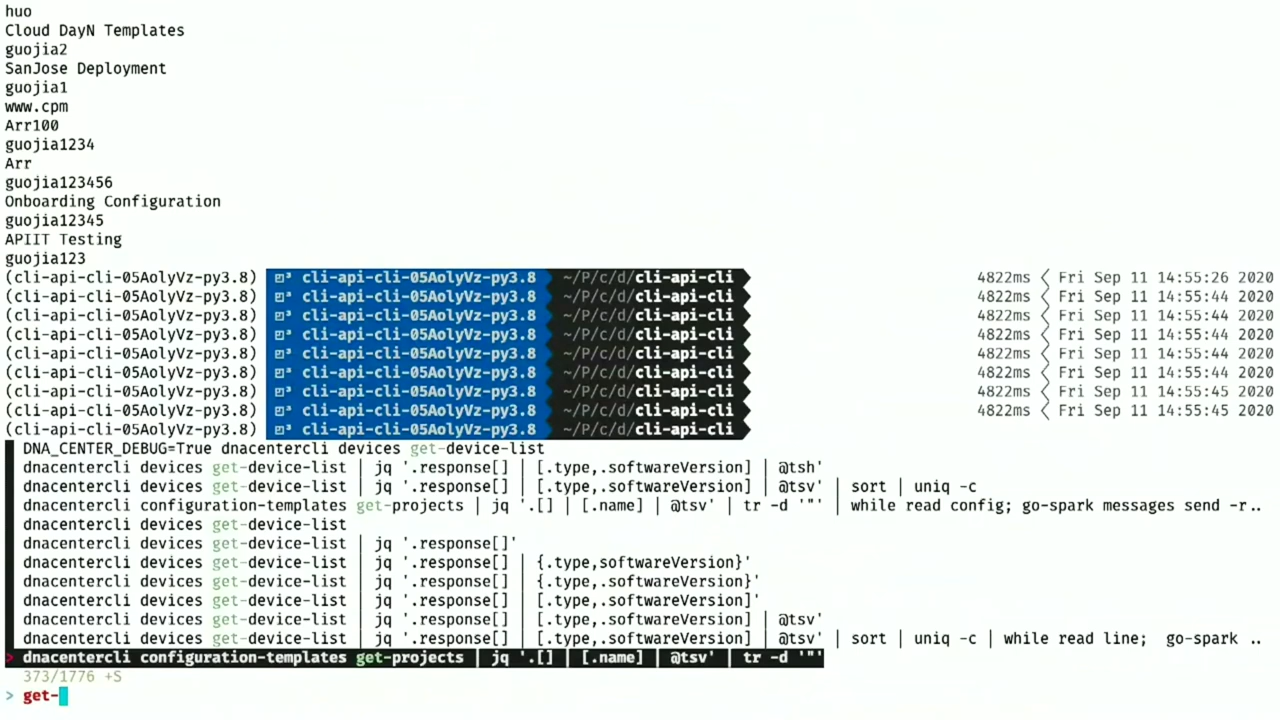 huo
Cloud DayN Templates
guojia2
SanJose Deployment
guojia1
www.cpm
Arr100
guojia1234
Arr
guojia123456
Onboarding Configuration
guojia12345
APIIT Testing
guojia123
(cli-api-cli-05AolyVz-py3.8) cli-api-cli-05AolyVz-py3.8 ~/P/c/d/cli-api-cli 4822ms Fri Sep 11 14:55:26 2020
(cli-api-cli-05AolyVz-py3.8) cli-api-cli-05AolyVz-py3.8 ~/P/c/d/cli-api-cli 4822ms Fri Sep 11 14:55:44 2020
(cli-api-cli-05AolyVz-py3.8) cli-api-cli-05AolyVz-py3.8 ~/P/c/d/cli-api-cli 4822ms Fri Sep 11 14:55:44 2020
(cli-api-cli-05AolyVz-py3.8) cli-api-cli-05AolyVz-py3.8 ~/P/c/d/cli-api-cli 4822ms Fri Sep 11 14:55:44 2020
(cli-api-cli-05AolyVz-py3.8) cli-api-cli-05AolyVz-py3.8 ~/P/c/d/cli-api-cli 4822ms Fri Sep 11 14:55:44 2020
(cli-api-cli-05AolyVz-py3.8) cli-api-cli-05AolyVz-py3.8 ~/P/c/d/cli-api-cli 4822ms Fri Sep 11 14:55:44 2020
(cli-api-cli-05AolyVz-py3.8) cli-api-cli-05AolyVz-py3.8 ~/P/c/d/cli-api-cli 4822ms Fri Sep 11 14:55:45 2020
(cli-api-cli-05AolyVz-py3.8) cli-api-cli-05AolyVz-py3.8 ~/P/c/d/cli-api-cli 4822ms Fri Sep 11 14:55:45 2020
(cli-api-cli-05AolyVz-py3.8) cli-api-cli-05AolyVz-py3.8 ~/P/c/d/cli-api-cli
DNA_CENTER_DEBUG=True dnacentercli devices get-device-list
dnacentercli devices get-device-list | jq '.response[] | [.type,.softwareVersion] | @tsh'
dnacentercli devices get-device-list | jq '.response[] | [.type,.softwareVersion] | @tsv' | sort | uniq -c
dnacentercli configuration-templates get-projects | jq '.[] | [.name] | @tsv' | tr -d '"' | while read config; go-spark messages send -r..
dnacentercli devices get-device-list
dnacentercli devices get-device-list | jq '.response[]'
dnacentercli devices get-device-list | jq '.response[] | {.type,softwareVersion}'
dnacentercli devices get-device-list | jq '.response[] | {.type,.softwareVersion}'
dnacentercli devices get-device-list | jq '.response[] | [.type,.softwareVersion]'
dnacentercli devices get-device-list | jq '.response[] | [.type,.softwareVersion] | @tsv'
dnacentercli devices get-device-list | jq '.response[] | [.type,.softwareVersion] | @tsv' | sort | uniq -c | while read line;  go-spark ..
> dnacentercli configuration-templates get-projects | jq '.[] | [.name] | @tsv' | tr -d '"'
373/1776 +S
> get-